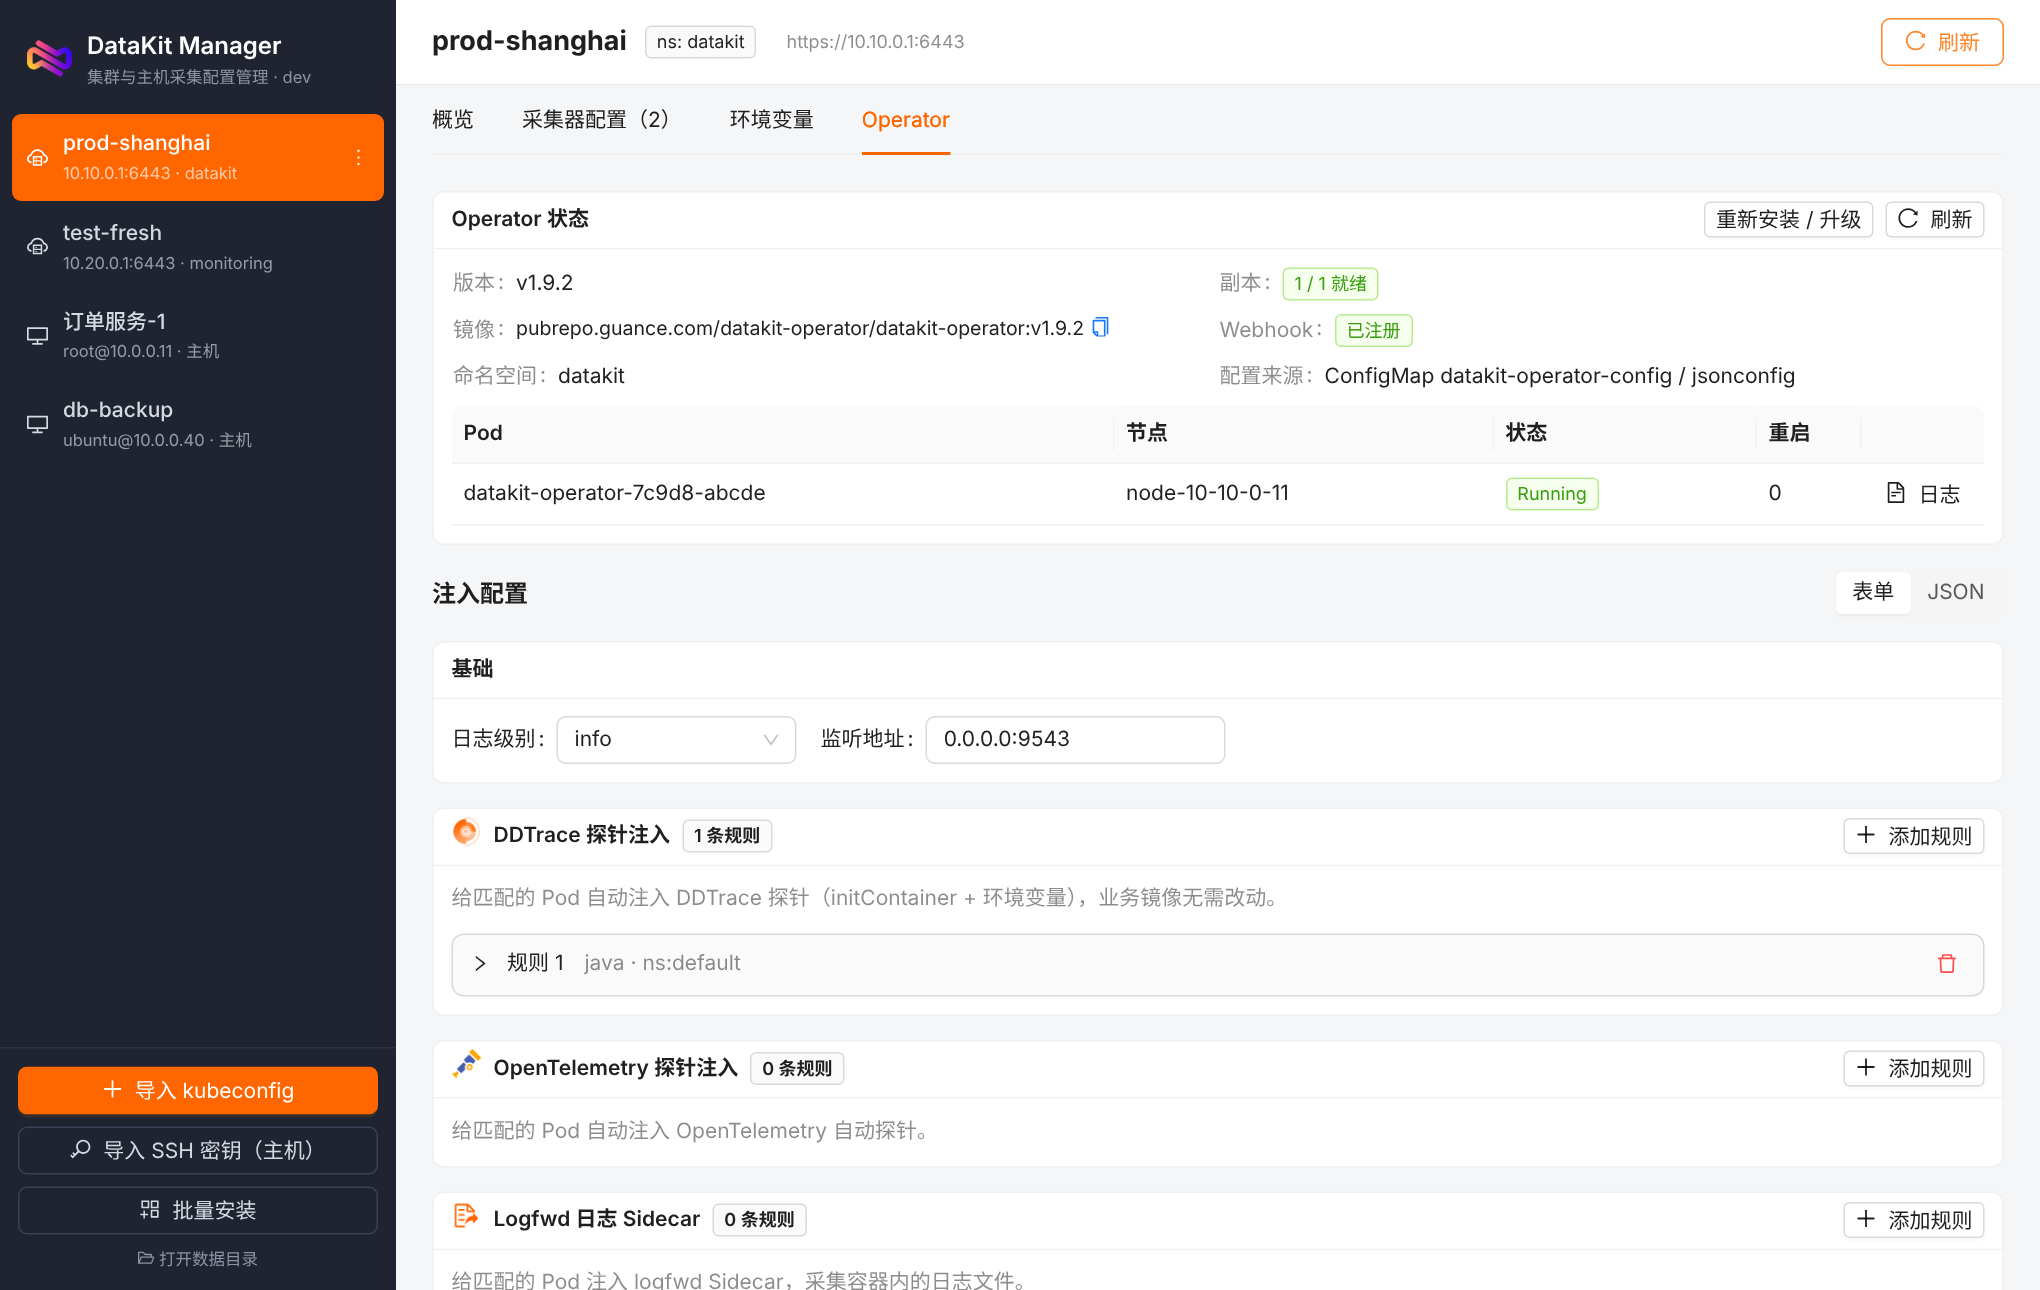 DataKit Manager
集群与主机采集配置管理 · dev
prod-shanghai
10.10.0.1:6443 · datakit
test-fresh
10.20.0.1:6443 · monitoring
订单服务-1
root@10.0.0.11 · 主机
db-backup
ubuntu@10.0.0.40 · 主机
导入 kubeconfig
导入 SSH 密钥（主机）
批量安装
打开数据目录
prod-shanghai ns: datakit https://10.10.0.1:6443 刷新
概览 采集器配置（2） 环境变量 Operator
Operator 状态 重新安装 / 升级 刷新
版本： v1.9.2 副本： 1 / 1 就绪
镜像： pubrepo.guance.com/datakit-operator/datakit-operator:v1.9.2 Webhook： 已注册
命名空间： datakit 配置来源： ConfigMap datakit-operator-config / jsonconfig
Pod 节点 状态 重启
datakit-operator-7c9d8-abcde node-10-10-0-11 Running 0 日志
注入配置 表单 JSON
基础
日志级别： info 监听地址： 0.0.0.0:9543
DDTrace 探针注入 1 条规则 添加规则
给匹配的 Pod 自动注入 DDTrace 探针（initContainer + 环境变量），业务镜像无需改动。
规则 1 java · ns:default
OpenTelemetry 探针注入 0 条规则 添加规则
给匹配的 Pod 自动注入 OpenTelemetry 自动探针。
Logfwd 日志 Sidecar 0 条规则 添加规则
给匹配的 Pod 注入 logfwd Sidecar，采集容器内的日志文件。